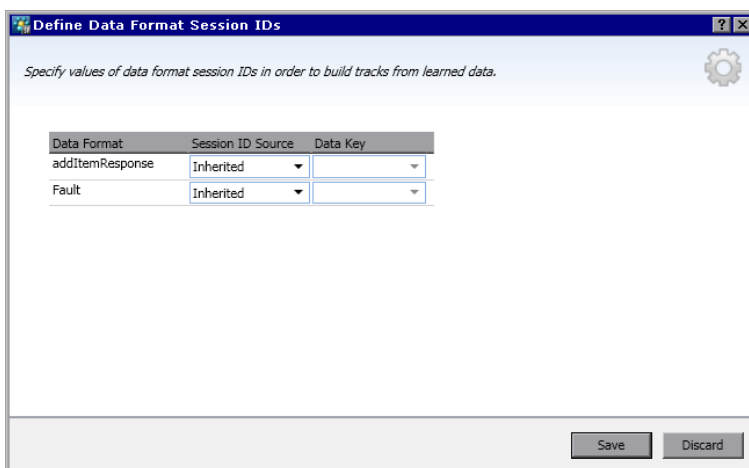 Define Data Format Session IDs
Specify values of data format session IDs in order to build tracks from learned data.
Data Format Session ID Source Data Key
addItemResponse Inherited
Fault Inherited
Save Discard